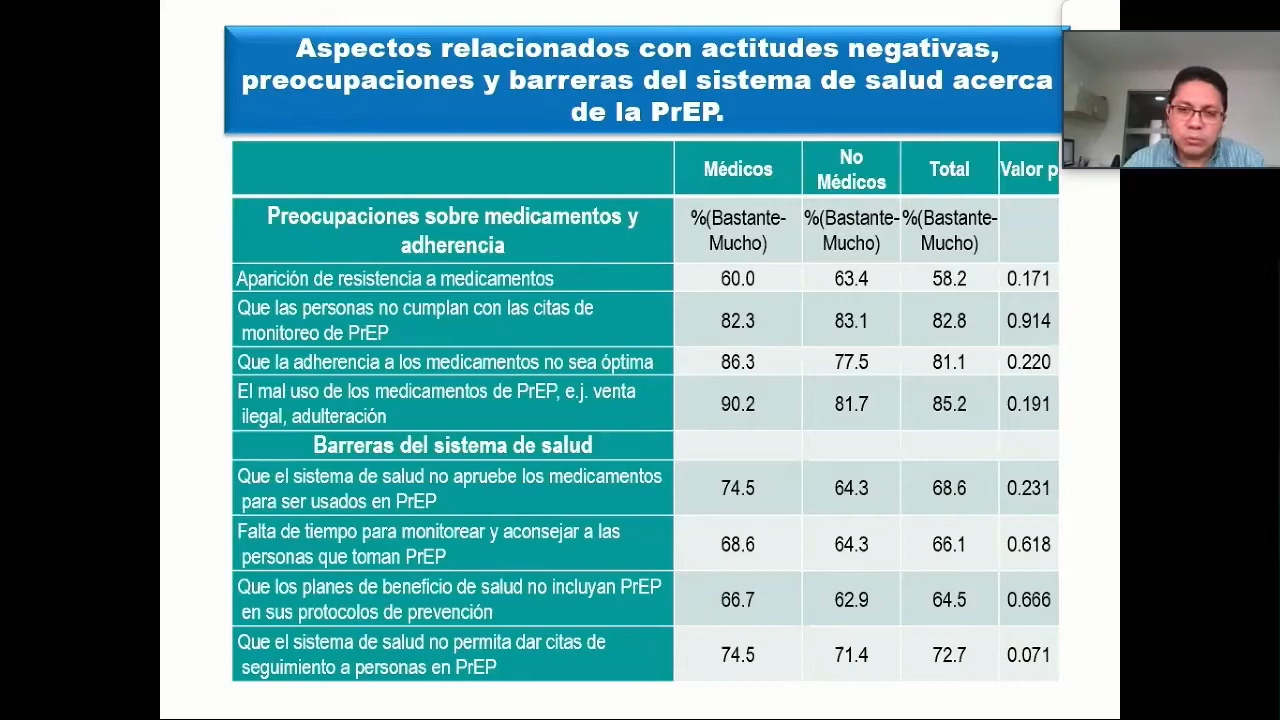 Aspectos relacionados con actitudes negativas,
preocupaciones y barreras del sistema de salud acerca
de la PrEP.
Médicos No Médicos Total Valor p
Preocupaciones sobre medicamentos y adherencia %(Bastante-Mucho) %(Bastante-Mucho) %(Bastante-Mucho)
Aparición de resistencia a medicamentos 60.0 63.4 58.2 0.171
Que las personas no cumplan con las citas de monitoreo de PrEP 82.3 83.1 82.8 0.914
Que la adherencia a los medicamentos no sea óptima 86.3 77.5 81.1 0.220
El mal uso de los medicamentos de PrEP, e.j. venta ilegal, adulteración 90.2 81.7 85.2 0.191
Barreras del sistema de salud
Que el sistema de salud no apruebe los medicamentos para ser usados en PrEP 74.5 64.3 68.6 0.231
Falta de tiempo para monitorear y aconsejar a las personas que toman PrEP 68.6 64.3 66.1 0.618
Que los planes de beneficio de salud no incluyan PrEP en sus protocolos de prevención 66.7 62.9 64.5 0.666
Que el sistema de salud no permita dar citas de seguimiento a personas en PrEP 74.5 71.4 72.7 0.071